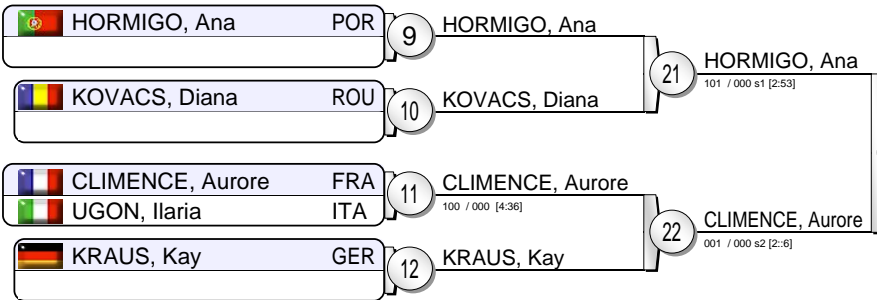 HORMIGO, Ana POR
9
HORMIGO, Ana
KOVACS, Diana ROU
10
KOVACS, Diana
21
HORMIGO, Ana
101 / 000 s1 [2:53]
CLIMENCE, Aurore FRA
UGON, Ilaria ITA
11
CLIMENCE, Aurore
100 / 000 [4:36]
KRAUS, Kay GER
12
KRAUS, Kay
22
CLIMENCE, Aurore
001 / 000 s2 [2::6]